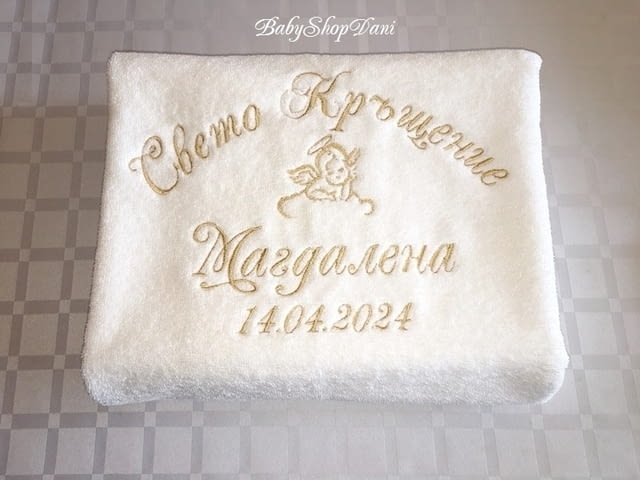 BabyShopDani
Свето Кръщение
Магдалена
14.04.2024